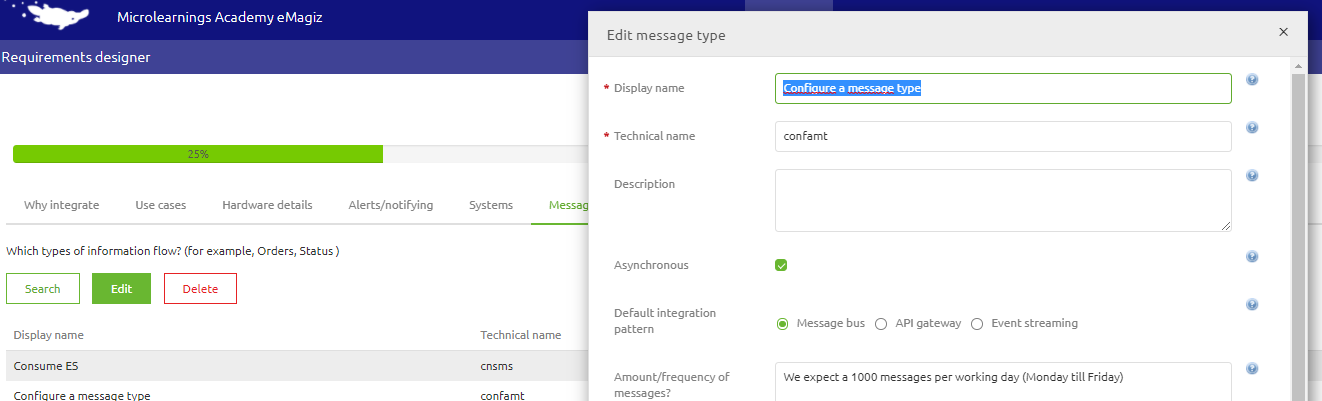 Microlearnings Academy eMagiz
Requirements designer
25%
Why integrate Use cases Hardware details Alerts/notifying Systems Messag
Which types of information flow? (for example, Orders, Status )
Search Edit Delete
Display name Technical name
Consume ES cnsms
Configure a message type confamt
Edit message type ×
* Display name Configure a message type ?
* Technical name confamt ?
Description ?
Asynchronous ?
Default integration
pattern Message bus API gateway Event streaming ?
Amount/frequency of
messages? We expect a 1000 messages per working day (Monday till Friday) ?